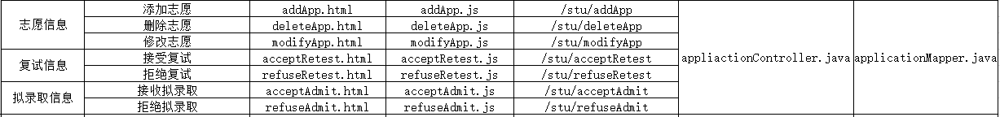 志愿信息 添加志愿 addApp.html addApp.js /stu/addApp
删除志愿 deleteApp.html deleteApp.js /stu/deleteApp
修改志愿 modifyApp.html modifyApp.js /stu/modifyApp
复试信息 接受复试 acceptRetest.html acceptRetest.js /stu/acceptRetest appliactionController.java applicationMapper.java
拒绝复试 refuseRetest.html refuseRetest.js /stu/refuseRetest
拟录取信息 接收拟录取 acceptAdmit.html acceptAdmit.js /stu/acceptAdmit
拒绝拟录取 refuseAdmit.html refuseAdmit.js /stu/refuseAdmit